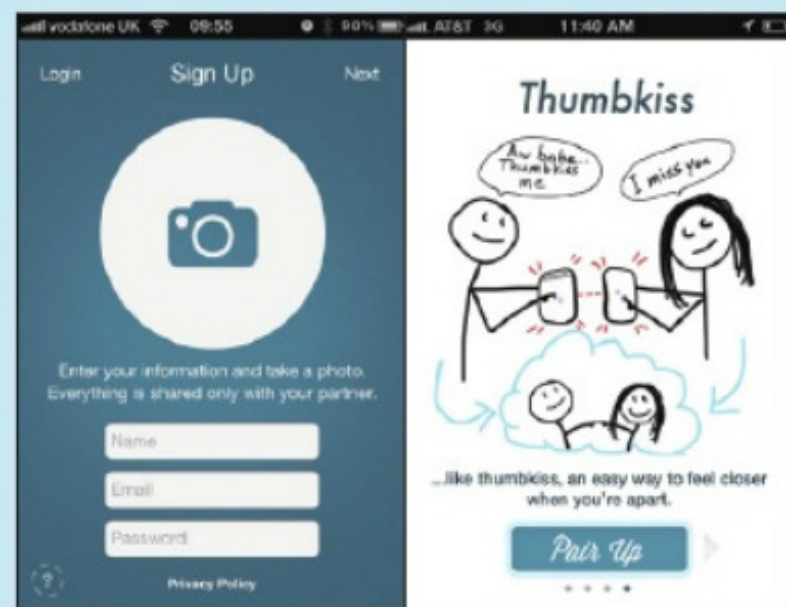 vodafone UK 09:55 90%
Login Sign Up Next
Enter your information and take a photo.
Everything is shared only with your partner.
Name
Email
Password
?
Privacy Policy
AT&T 3G 11:40 AM
Thumbkiss
Aw babe...
Thumbkiss
me
I miss you
...like thumbkiss, an easy way to feel closer
when you're apart.
Pair Up